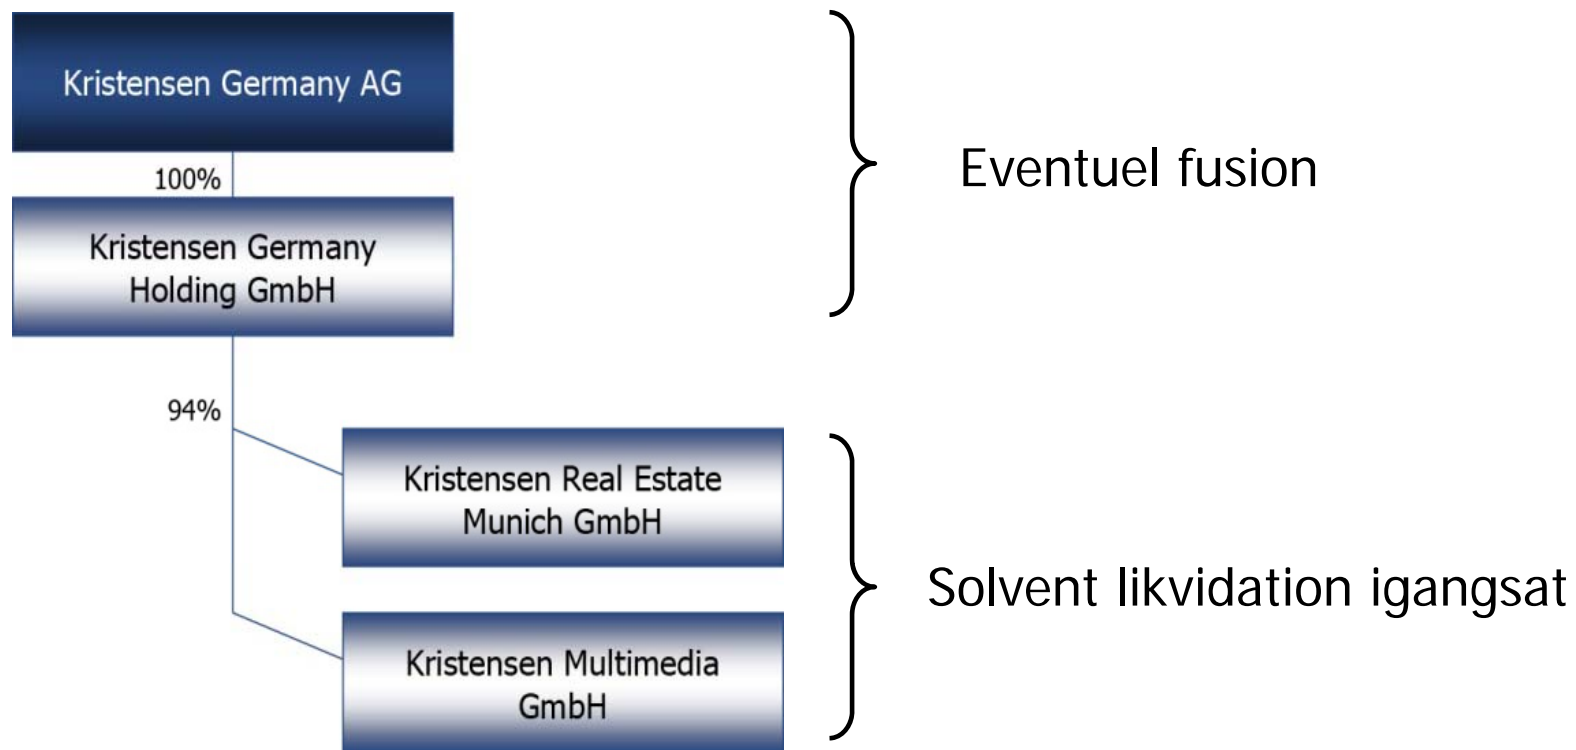 Kristensen Germany AG
100%
Eventuel fusion
Kristensen Germany
Holding GmbH
94%
Kristensen Real Estate
Munich GmbH
Solvent likvidation igangsat
Kristensen Multimedia
GmbH